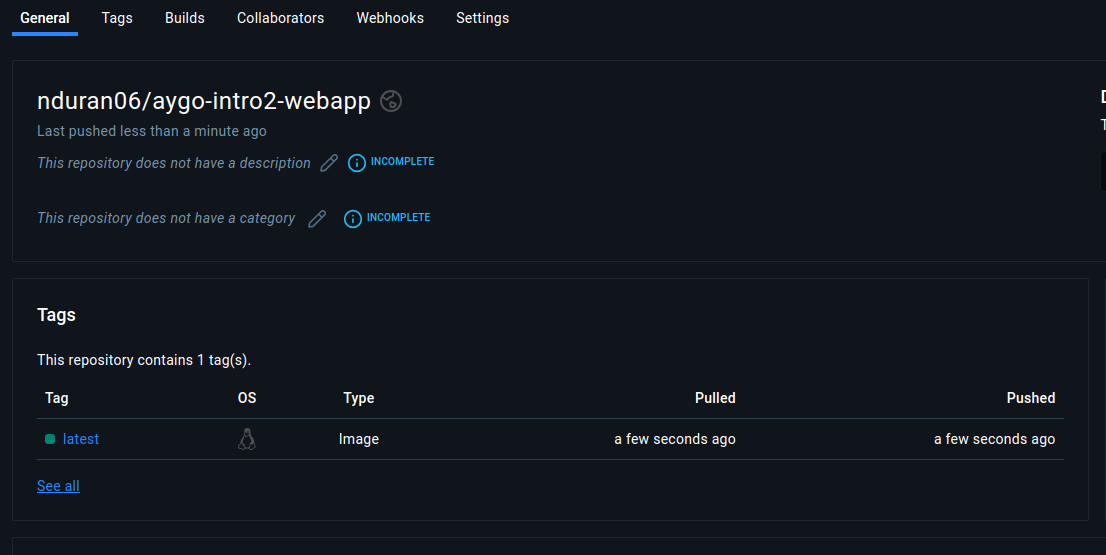 General Tags Builds Collaborators Webhooks Settings
nduran06/aygo-intro2-webapp
Last pushed less than a minute ago
This repository does not have a description INCOMPLETE
This repository does not have a category INCOMPLETE
Tags
This repository contains 1 tag(s).
Tag OS Type Pulled Pushed
latest Image a few seconds ago a few seconds ago
See all